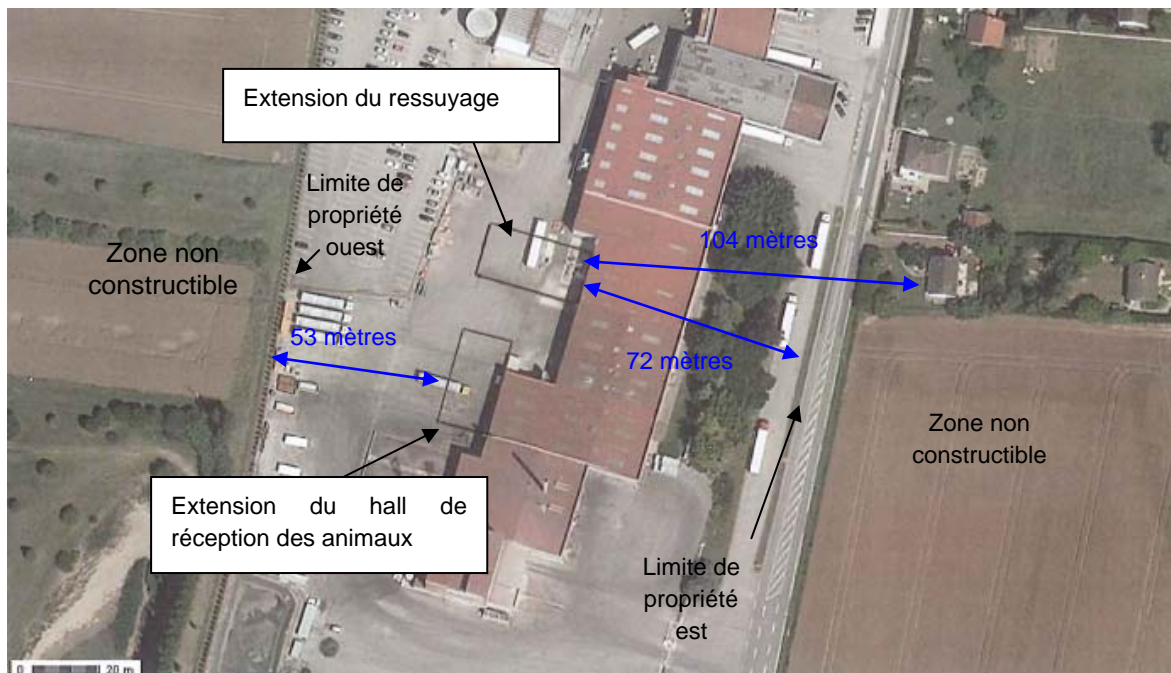 Extension du ressuyage
Limite de
propriété
ouest
Zone non
constructible
104 mètres
53 mètres
72 mètres
Zone non
constructible
Extension du hall de
réception des animaux
Limite de
propriété
est
0 20 m